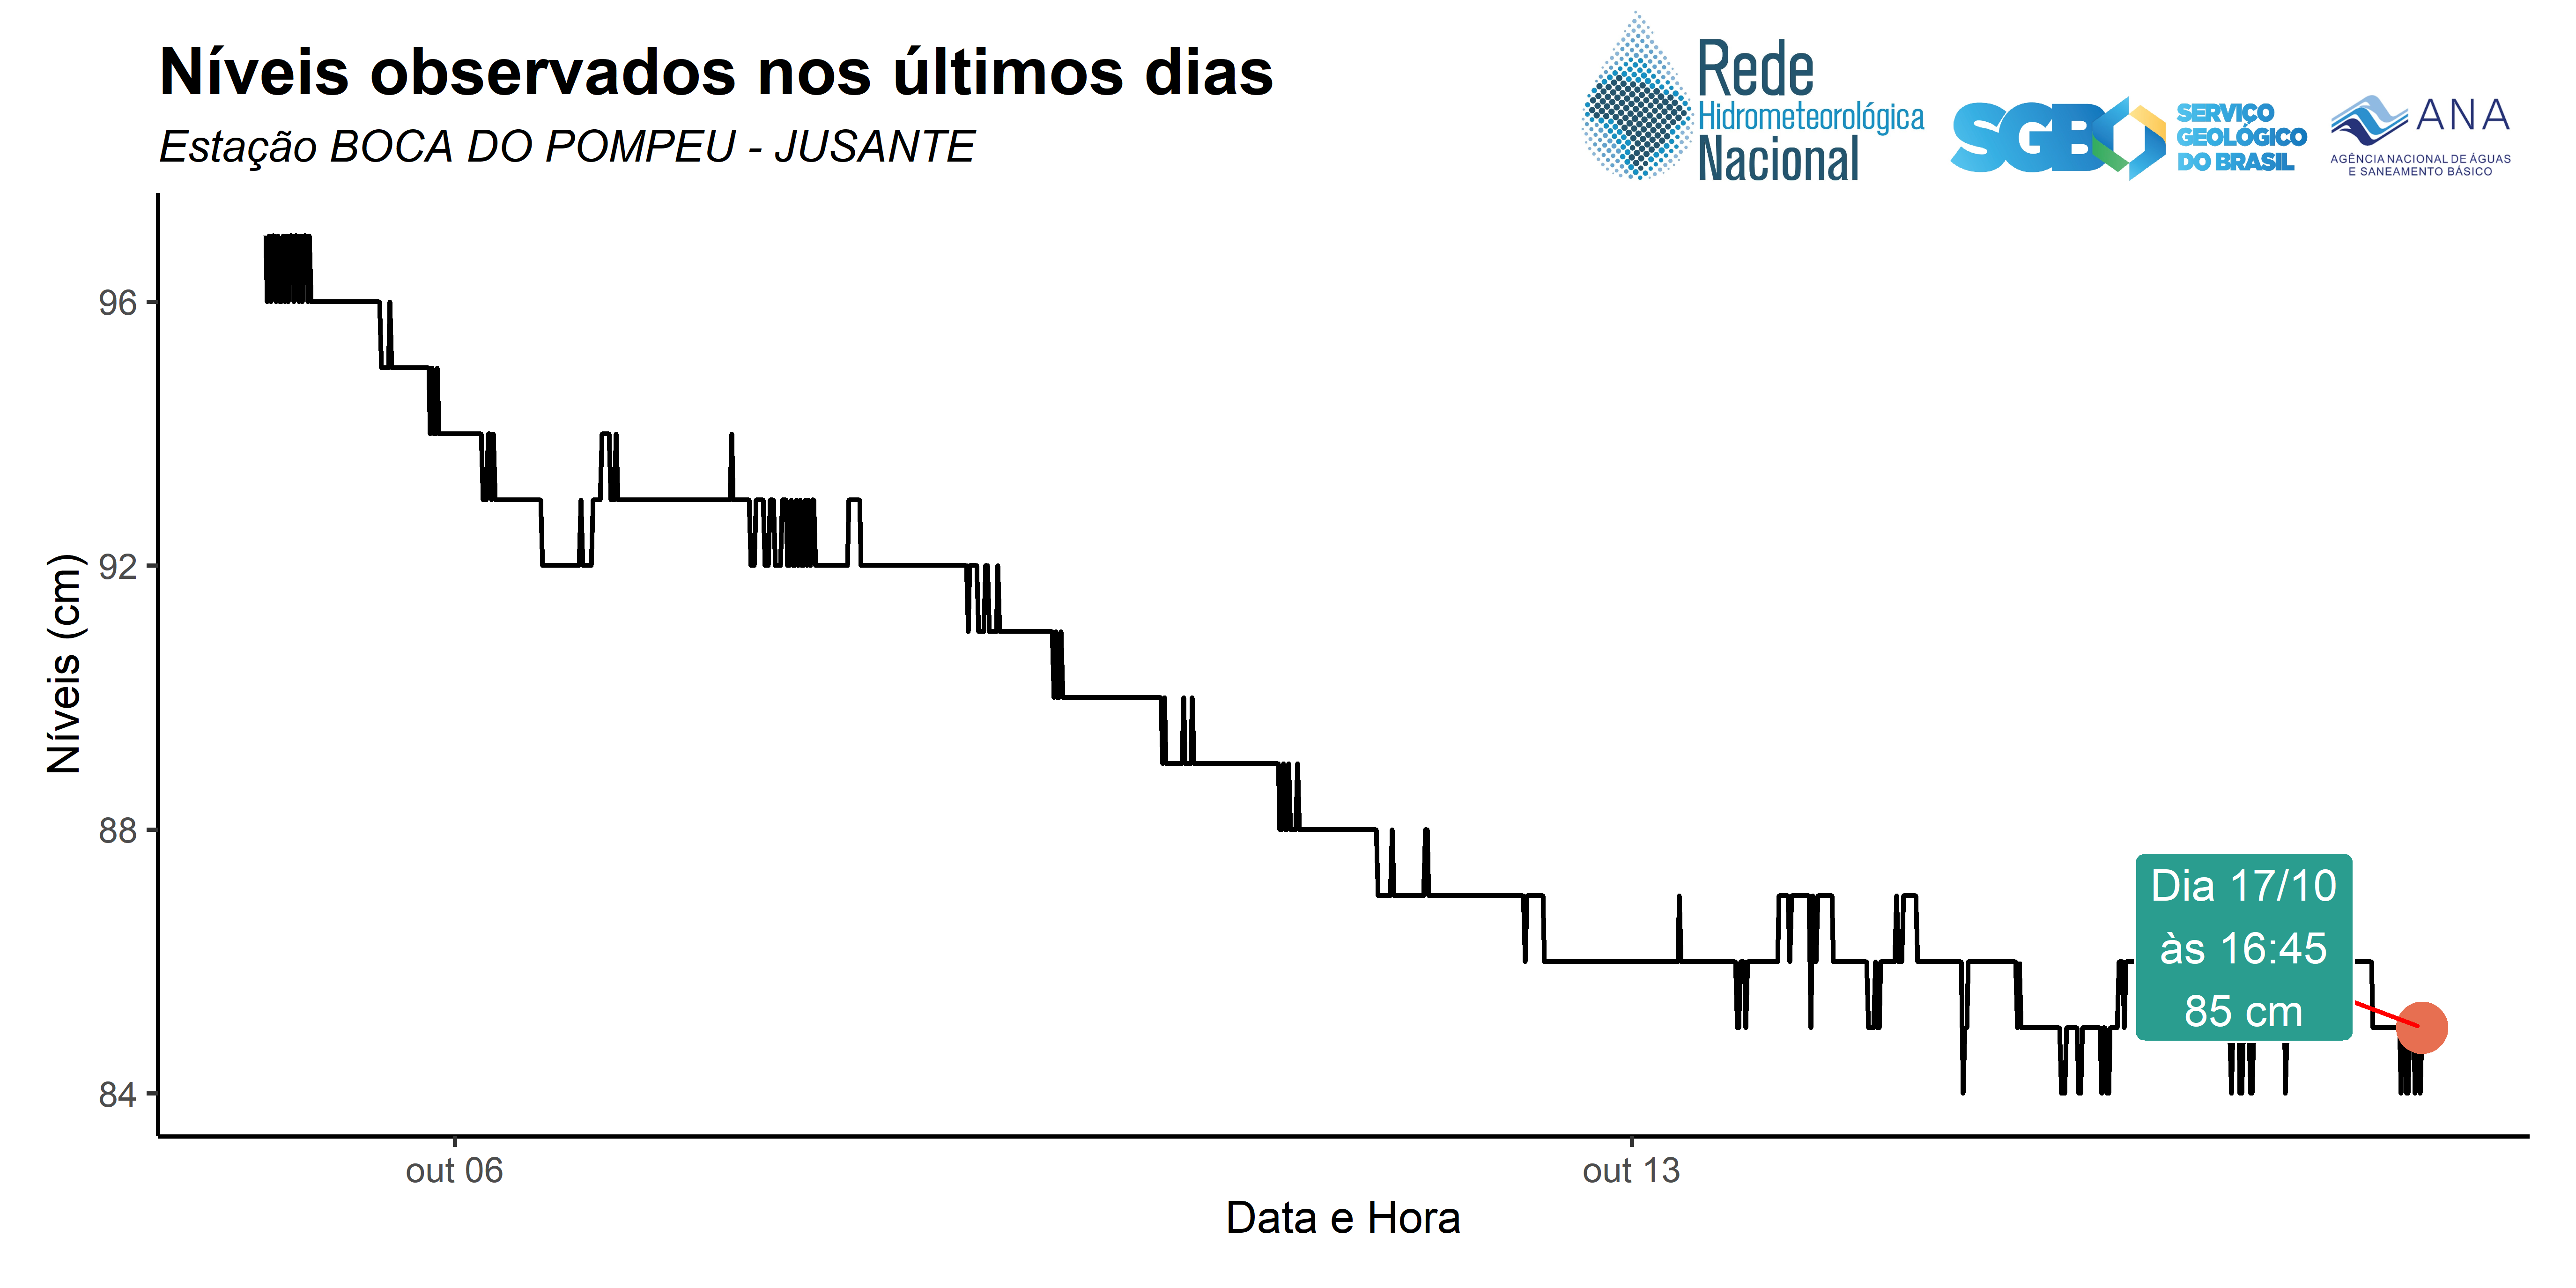 Níveis observados nos últimos dias
Estação BOCA DO POMPEU - JUSANTE
Rede
Hidrometeorológica
Nacional
SGB
SERVIÇO
GEOLÓGICO
DO BRASIL
ANA
AGÊNCIA NACIONAL DE ÁGUAS
E SANEAMENTO BÁSICO
Níveis (cm)
96
92
88
84
Dia 17/10
às 16:45
85 cm
out 06
out 13
Data e Hora